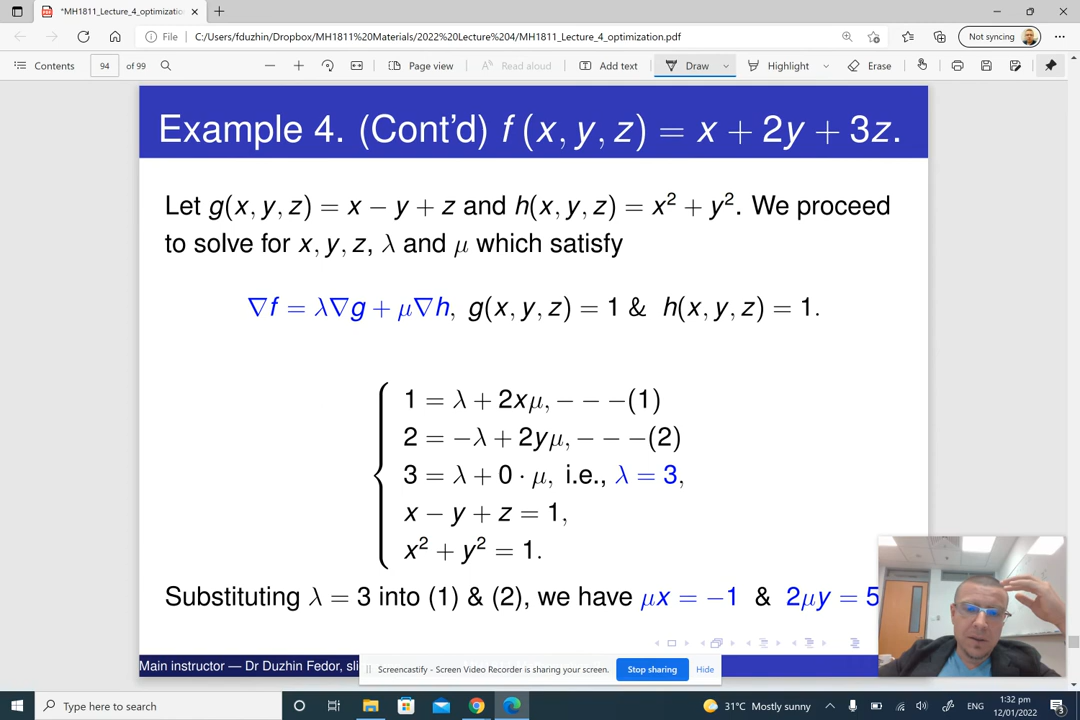 *MH1811_Lecture_4_optimizatio
File
C:/Users/fduzhin/Dropbox/MH1811%20Materials/2022%20Lecture%204/MH1811_Lecture_4_optimization.pdf
Not syncing
Contents
94 of 99
Page view
Read aloud
Add text
Draw
Highlight
Erase
Example 4. (Cont'd) f (x, y, z) = x + 2y + 3z.
Let g(x, y, z) = x − y + z and h(x, y, z) = x² + y². We proceed
to solve for x, y, z, λ and μ which satisfy
∇f = λ∇g + μ∇h, g(x, y, z) = 1 & h(x, y, z) = 1.
1 = λ + 2xμ, − − −(1)
2 = −λ + 2yμ, − − −(2)
3 = λ + 0 · μ, i.e., λ = 3,
x − y + z = 1,
x² + y² = 1.
Substituting λ = 3 into (1) & (2), we have μx = −1 & 2μy = 5
Main instructor — Dr Duzhin Fedor, sli
Screencastify - Screen Video Recorder is sharing your screen.
Stop sharing
Hide
Type here to search
31°C Mostly sunny
ENG
1:32 pm
12/01/2022
3